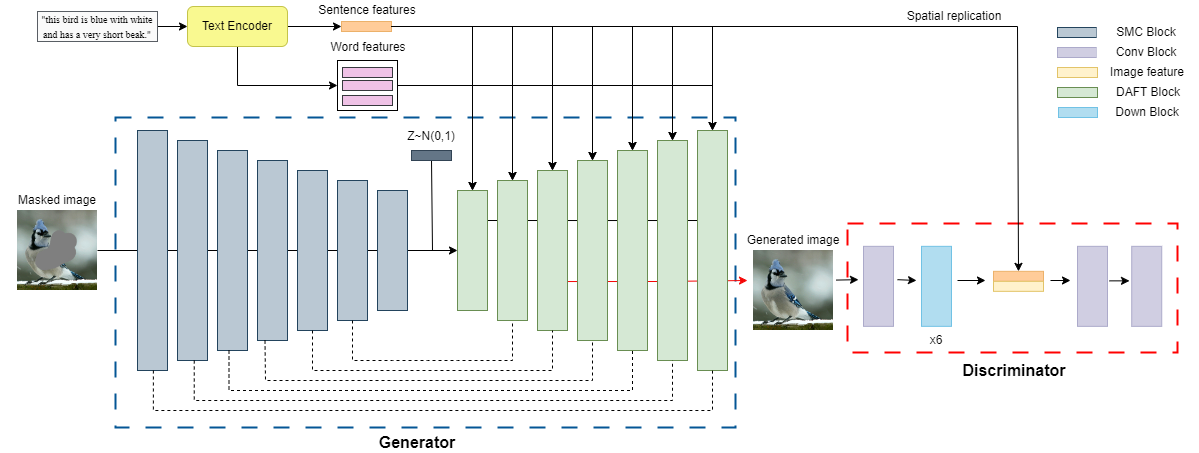 "this bird is blue with white
and has a very short beak."
Text Encoder
Sentence features
Word features
Spatial replication
SMC Block
Conv Block
Image feature
DAFT Block
Down Block
Z~N(0,1)
Masked image
Generated image
x6
Discriminator
Generator